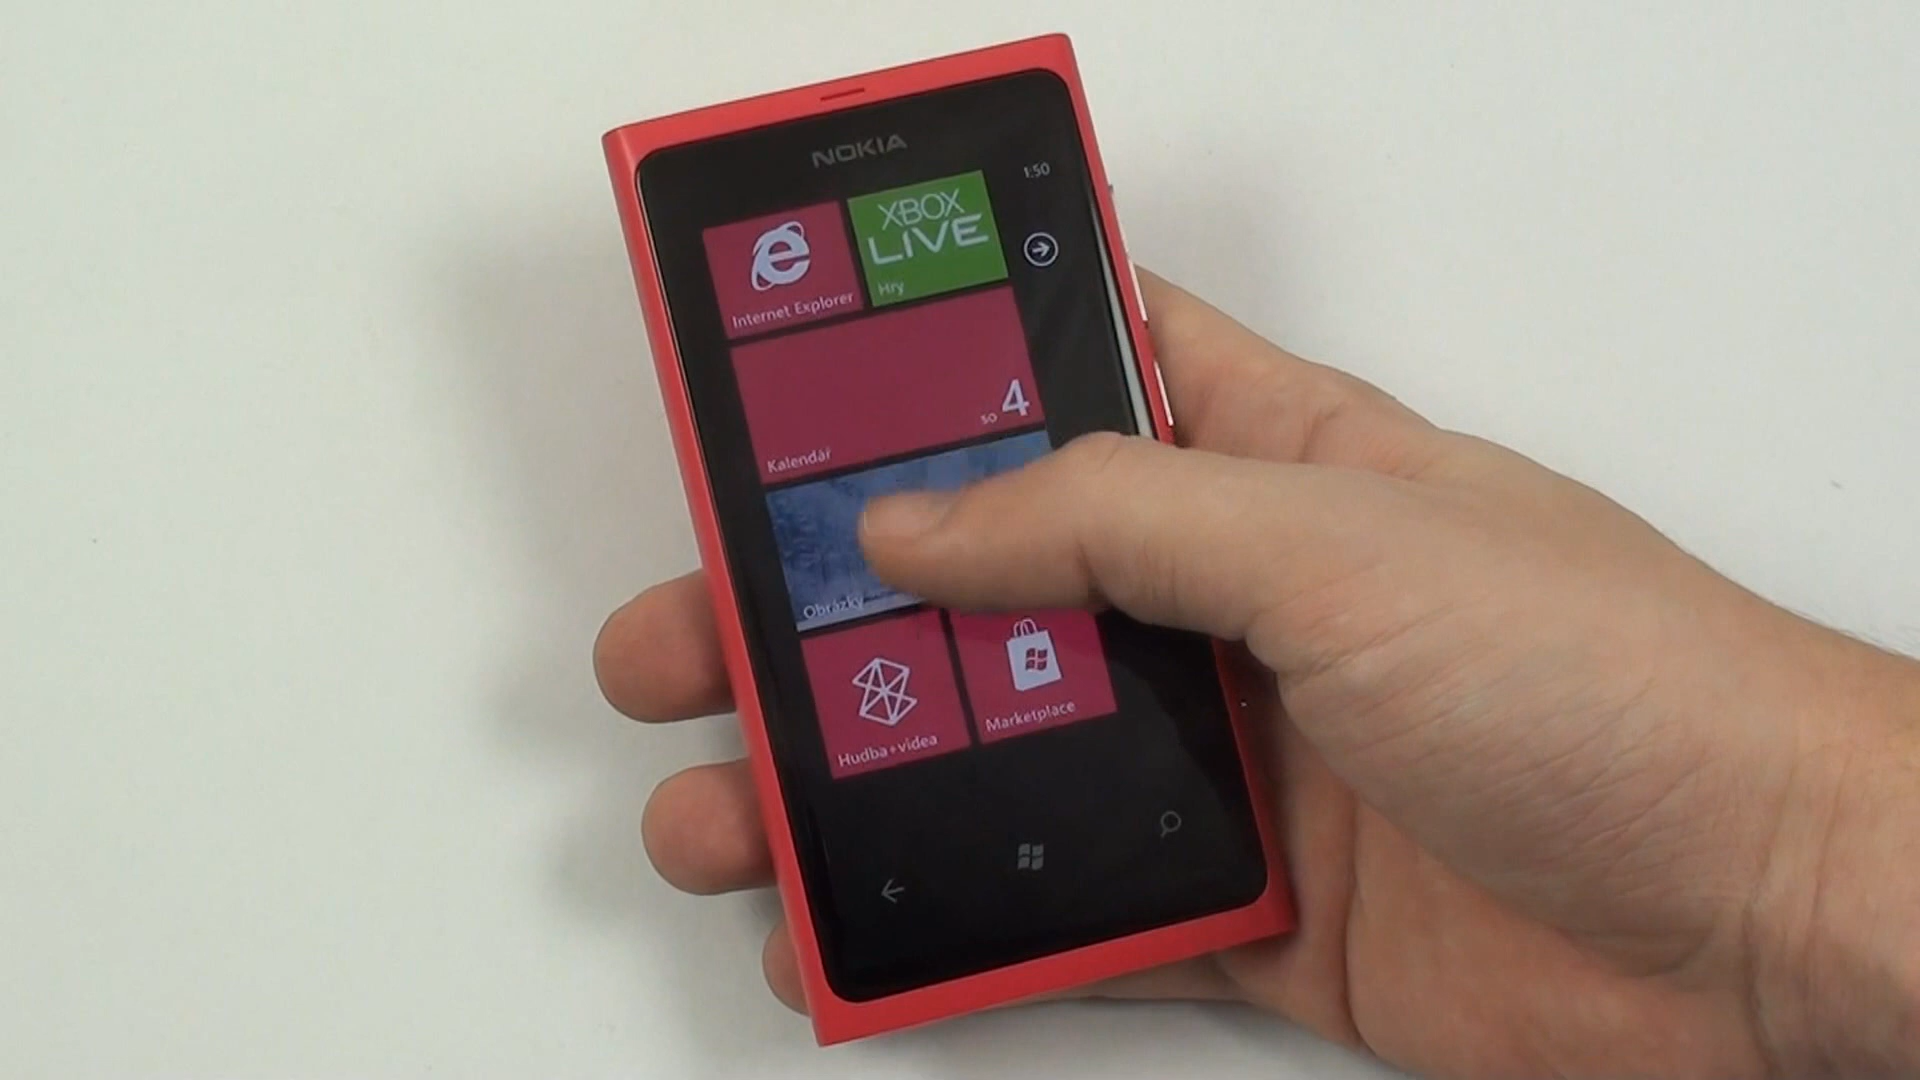 NOKIA
1:50
Internet Explorer
XBOX
LIVE
Hry
so 4
Kalendář
Obrázky
Hudba+videa
Marketplace